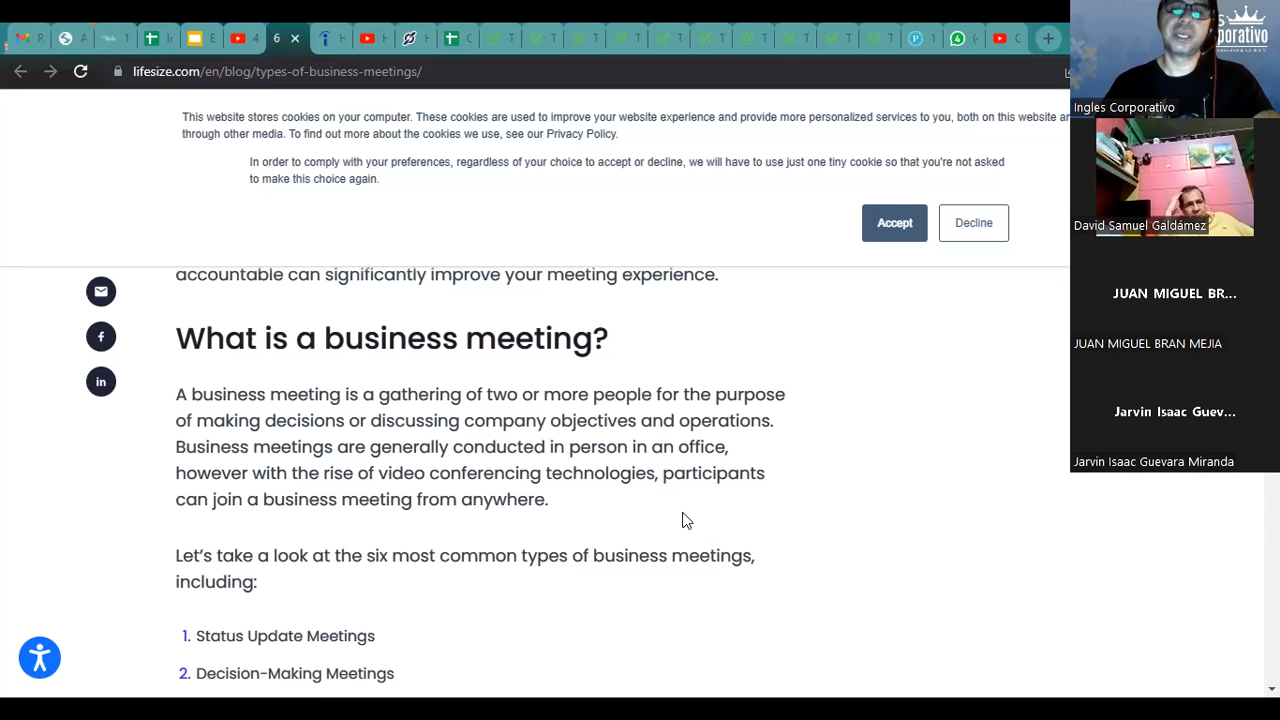 6
lifesize.com/en/blog/types-of-business-meetings/
This website stores cookies on your computer. These cookies are used to improve your website experience and provide more personalized services to you, both on this website an
through other media. To find out more about the cookies we use, see our Privacy Policy.
In order to comply with your preferences, regardless of your choice to accept or decline, we will have to use just one tiny cookie so that you're not asked
to make this choice again.
Accept
Decline
accountable can significantly improve your meeting experience.
What is a business meeting?
A business meeting is a gathering of two or more people for the purpose
of making decisions or discussing company objectives and operations.
Business meetings are generally conducted in person in an office,
however with the rise of video conferencing technologies, participants
can join a business meeting from anywhere.
Let's take a look at the six most common types of business meetings,
including:
1. Status Update Meetings
2. Decision-Making Meetings
porativo
Ingles Corporativo
David Samuel Galdámez
JUAN MIGUEL BR...
JUAN MIGUEL BRAN MEJIA
Jarvin Isaac Guev...
Jarvin Isaac Guevara Miranda